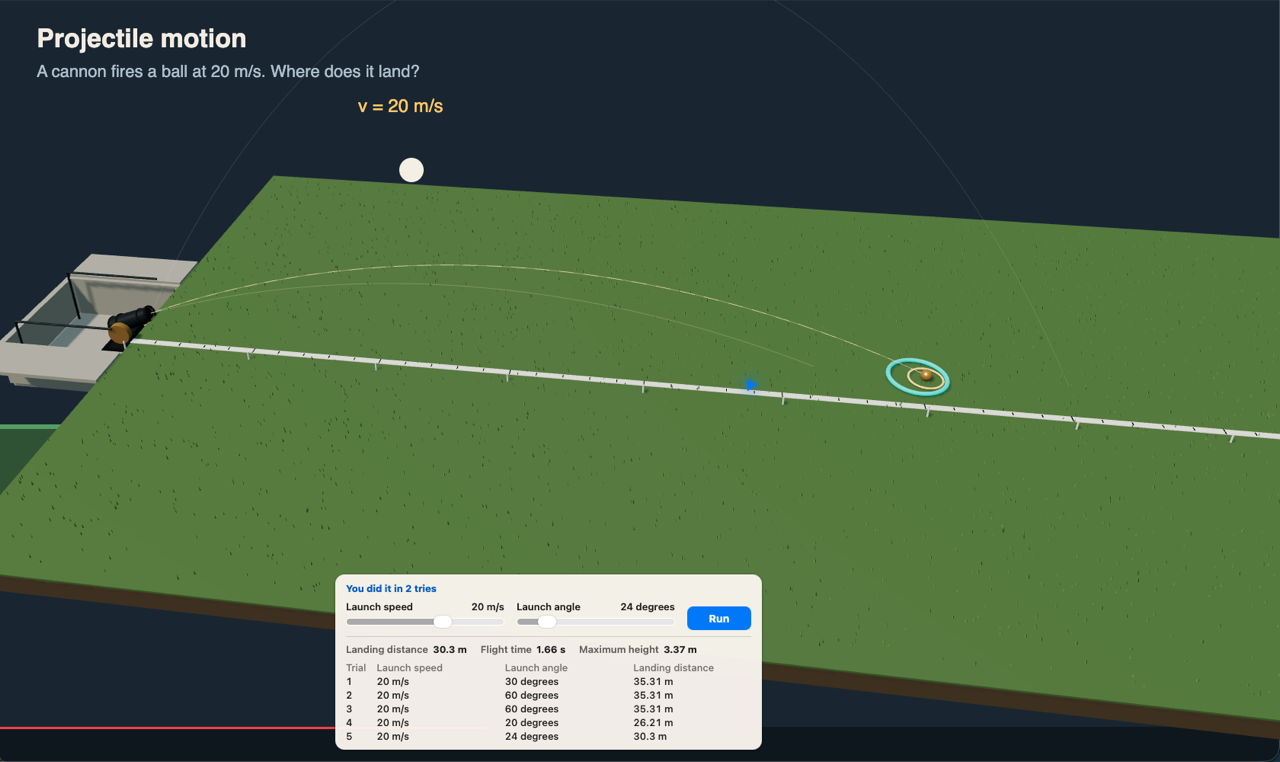 Projectile motion
A cannon fires a ball at 20 m/s. Where does it land?
v = 20 m/s
You did it in 2 tries
Launch speed 20 m/s Launch angle 24 degrees Run
Landing distance 30.3 m Flight time 1.66 s Maximum height 3.37 m
Trial Launch speed Launch angle Landing distance
1 20 m/s 30 degrees 35.31 m
2 20 m/s 60 degrees 35.31 m
3 20 m/s 60 degrees 35.31 m
4 20 m/s 20 degrees 26.21 m
5 20 m/s 24 degrees 30.3 m